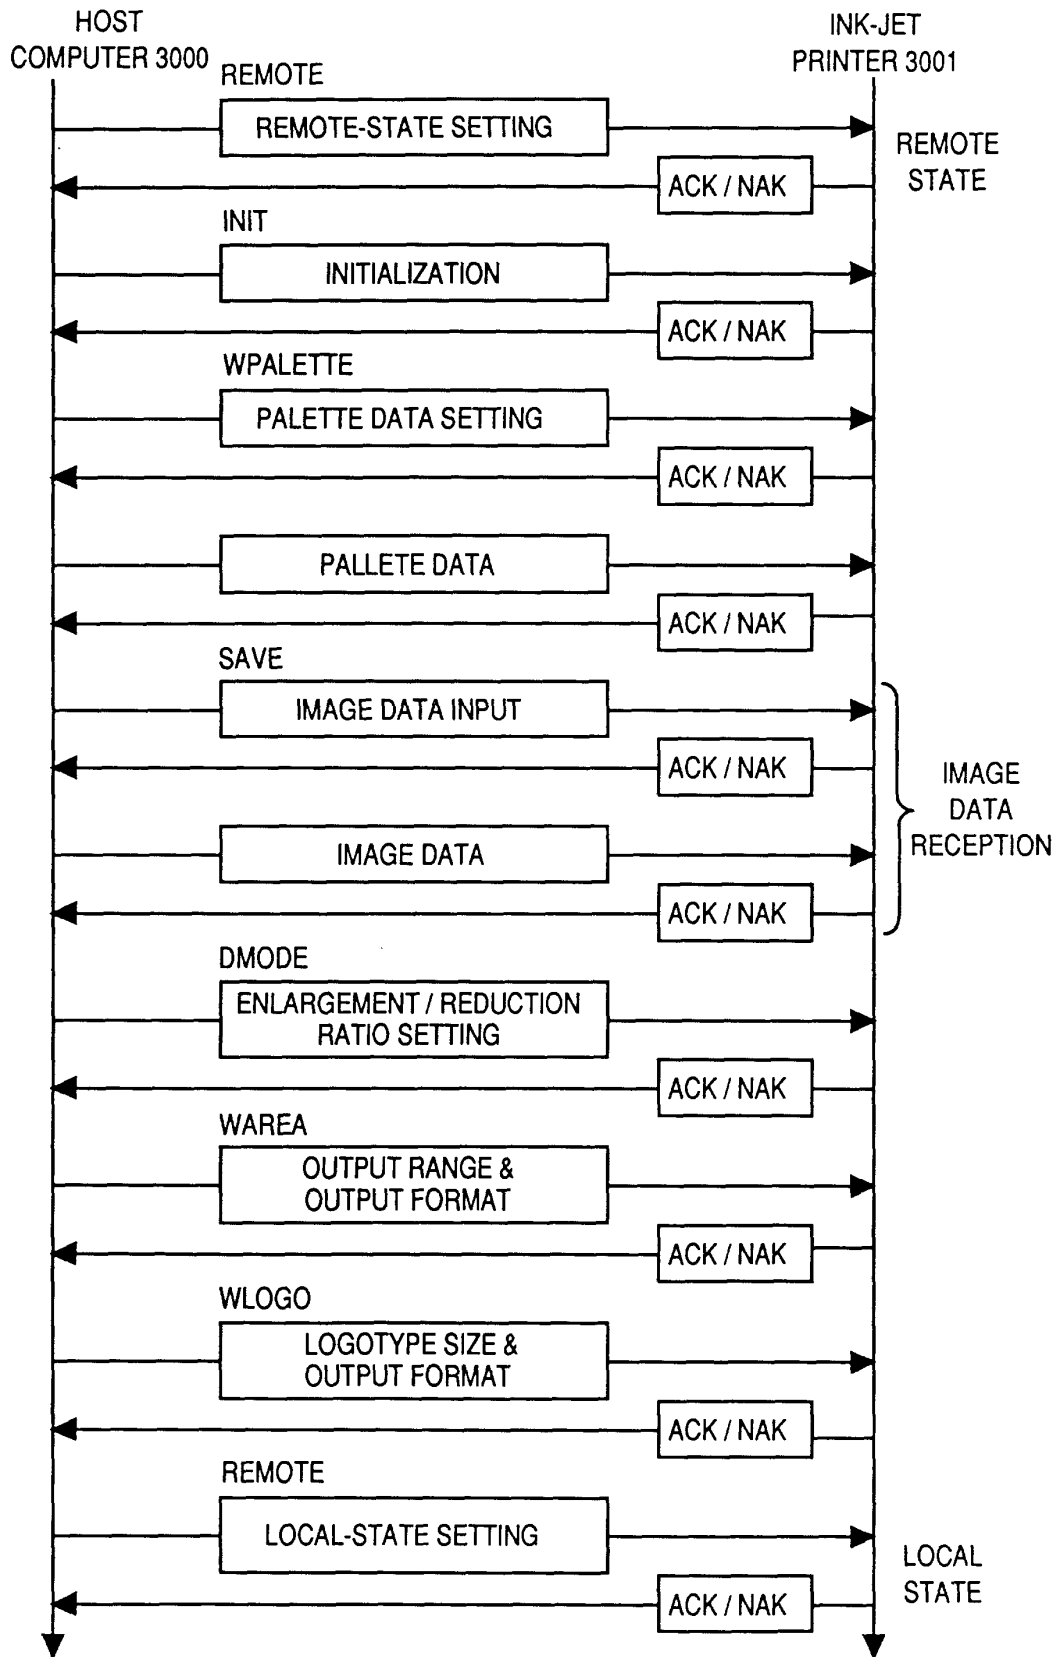 HOST
COMPUTER 3000
INK-JET
PRINTER 3001
REMOTE
REMOTE-STATE SETTING
REMOTE
STATE
ACK / NAK
INIT
INITIALIZATION
ACK / NAK
WPALETTE
PALETTE DATA SETTING
ACK / NAK
PALLETE DATA
ACK / NAK
SAVE
IMAGE DATA INPUT
ACK / NAK
IMAGE
DATA
RECEPTION
IMAGE DATA
ACK / NAK
DMODE
ENLARGEMENT / REDUCTION
RATIO SETTING
ACK / NAK
WAREA
OUTPUT RANGE &
OUTPUT FORMAT
ACK / NAK
WLOGO
LOGOTYPE SIZE &
OUTPUT FORMAT
ACK / NAK
REMOTE
LOCAL-STATE SETTING
LOCAL
STATE
ACK / NAK